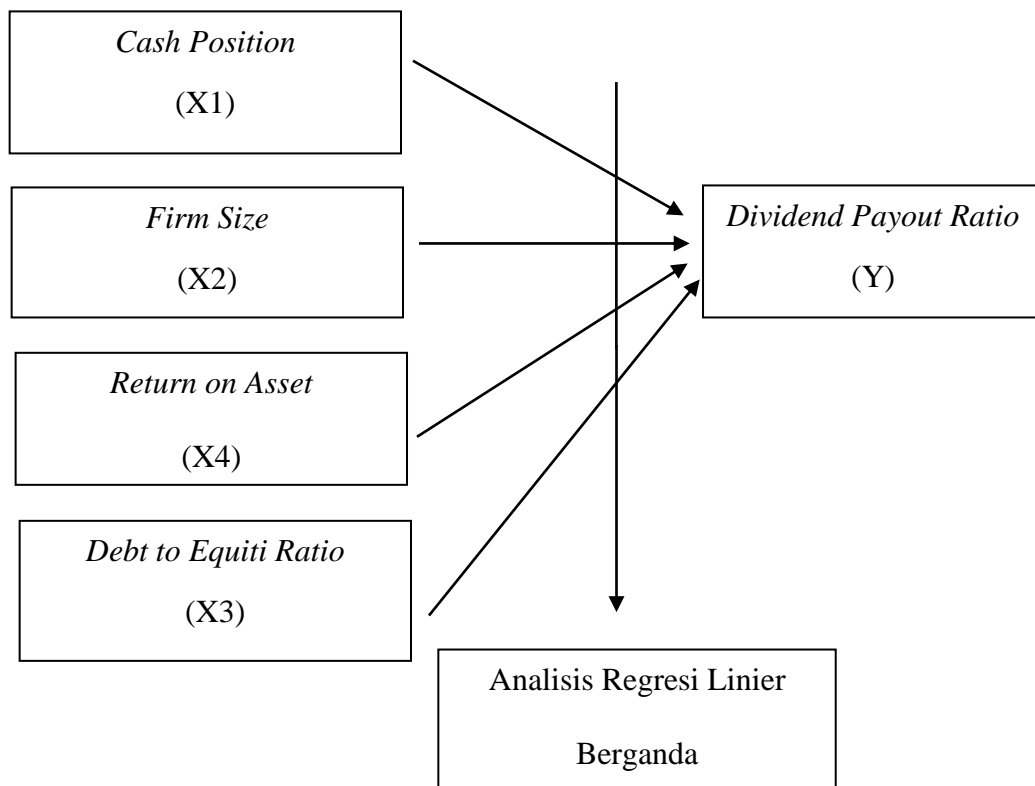 Cash Position
(X1)
Firm Size
(X2)
Return on Asset
(X4)
Debt to Equiti Ratio
(X3)
Dividend Payout Ratio
(Y)
Analisis Regresi Linier
Berganda